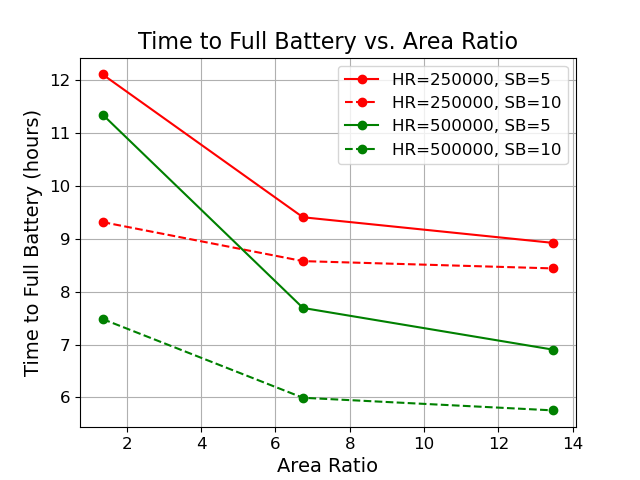 Time to Full Battery vs. Area Ratio
HR=250000, SB=5
HR=250000, SB=10
HR=500000, SB=5
HR=500000, SB=10
Time to Full Battery (hours)
12
11
10
9
8
7
6
2 4 6 8 10 12 14
Area Ratio